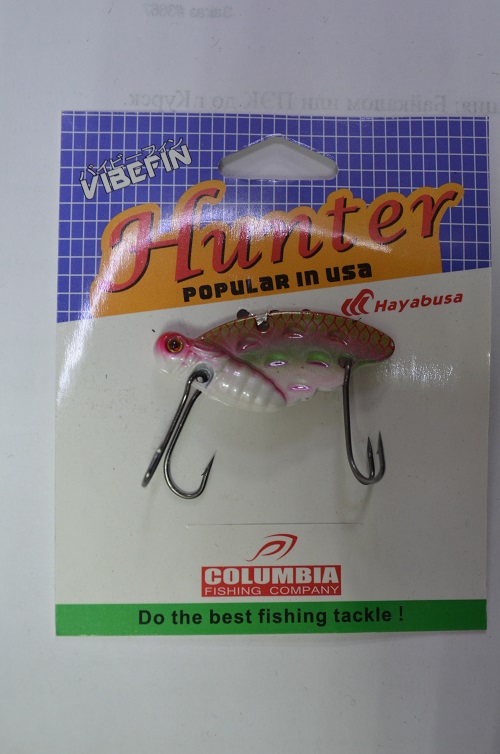 バイビーフィン
VIBEFIN
Hunter
POPULAR IN USA
Hayabusa
COLUMBIA
FISHING COMPANY
Do the best fishing tackle !